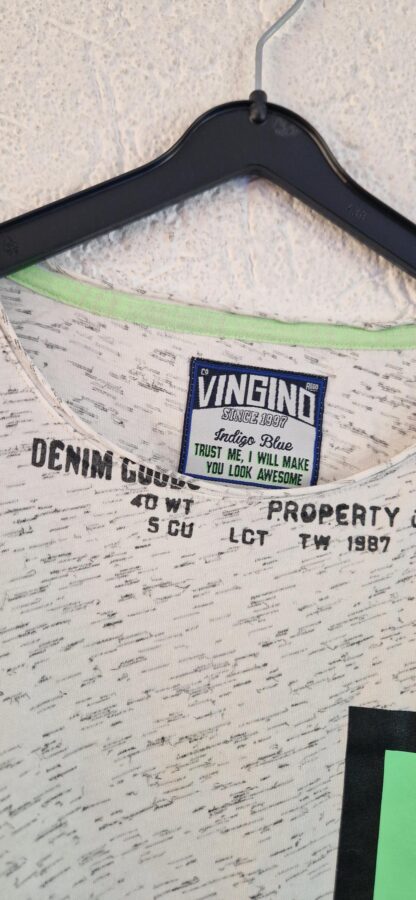 VINGINO
SINCE 1997
Indigo Blue
TRUST ME, I WILL MAKE
YOU LOOK AWESOME
DENIM GOODS
40 WT
PROPERTY
5 CU LCT TW 1987